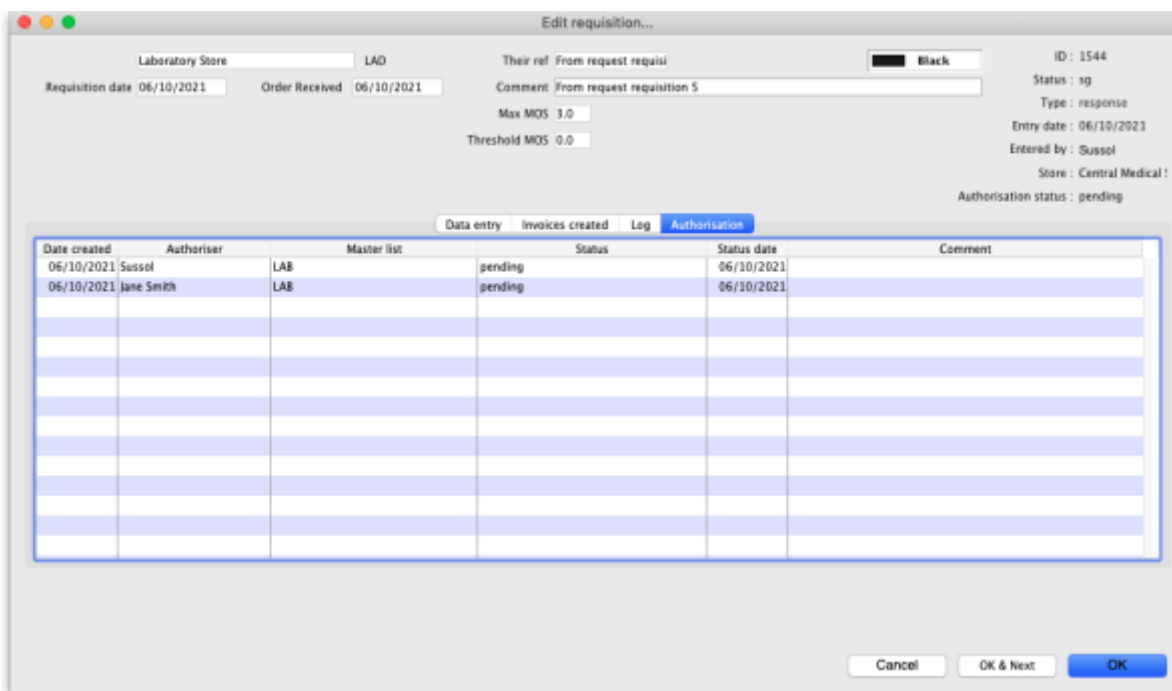 Edit requisition...
Laboratory Store LAD Their ref From request requisi Black ID : 1544
Status : sg
Requisition date 06/10/2021 Order Received 06/10/2021 Comment From request requisition 5
Type : response
Max MOS 3.0
Entry date : 06/10/2021
Threshold MOS 0.0
Entered by : Sussol
Store : Central Medical
Authorisation status : pending
Data entry Invoices created Log Authorisation
Date created Authoriser Master list Status Status date Comment
06/10/2021 Sussol LAB pending 06/10/2021
06/10/2021 Jane Smith LAB pending 06/10/2021
Cancel OK & Next OK